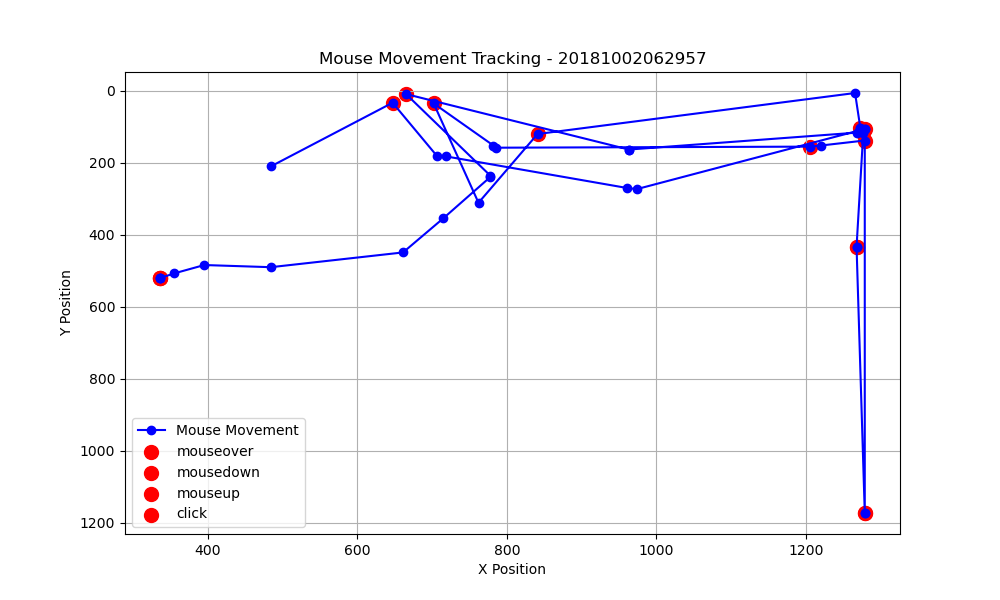 Mouse Movement Tracking - 20181002062957
0
200
400
600
800
1000
1200
Y Position
Mouse Movement
mouseover
mousedown
mouseup
click
400
600
800
1000
1200
X Position